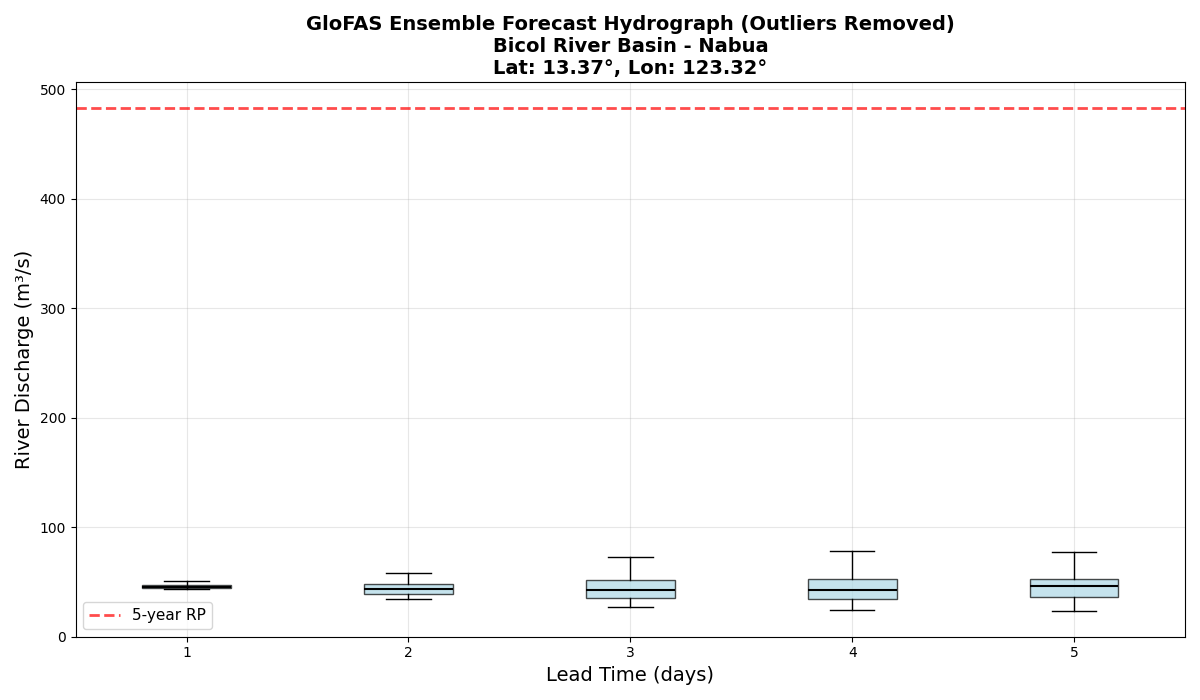 GloFAS Ensemble Forecast Hydrograph (Outliers Removed)
Bicol River Basin - Nabua
Lat: 13.37°, Lon: 123.32°
River Discharge (m³/s)
500
400
300
200
100
0
5-year RP
1 2 3 4 5
Lead Time (days)